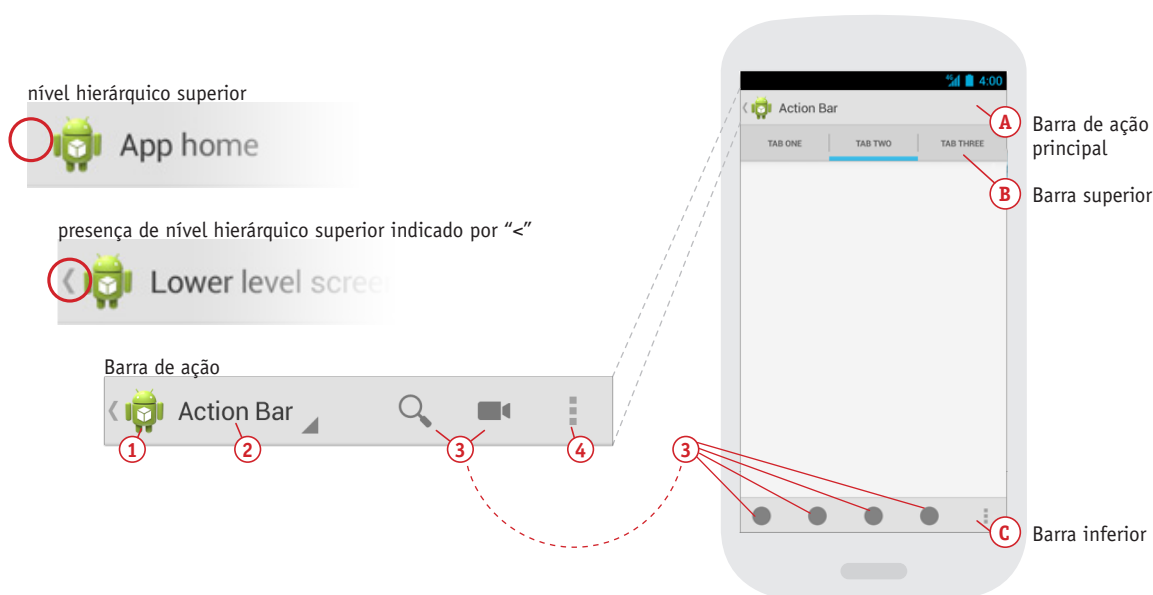 nível hierárquico superior
App home
presença de nível hierárquico superior indicado por “<”
Lower level scree
Barra de ação
Action Bar
1
2
3
4
3
4G 4:00
Action Bar
TAB ONE
TAB TWO
TAB THREE
A
Barra de ação
principal
B
Barra superior
C
Barra inferior